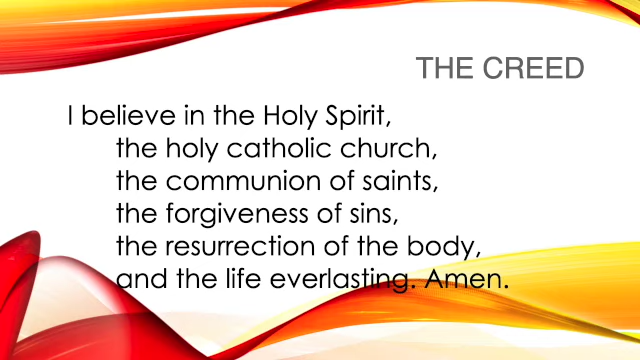 THE CREED
I believe in the Holy Spirit,
the holy catholic church,
the communion of saints,
the forgiveness of sins,
the resurrection of the body,
and the life everlasting. Amen.